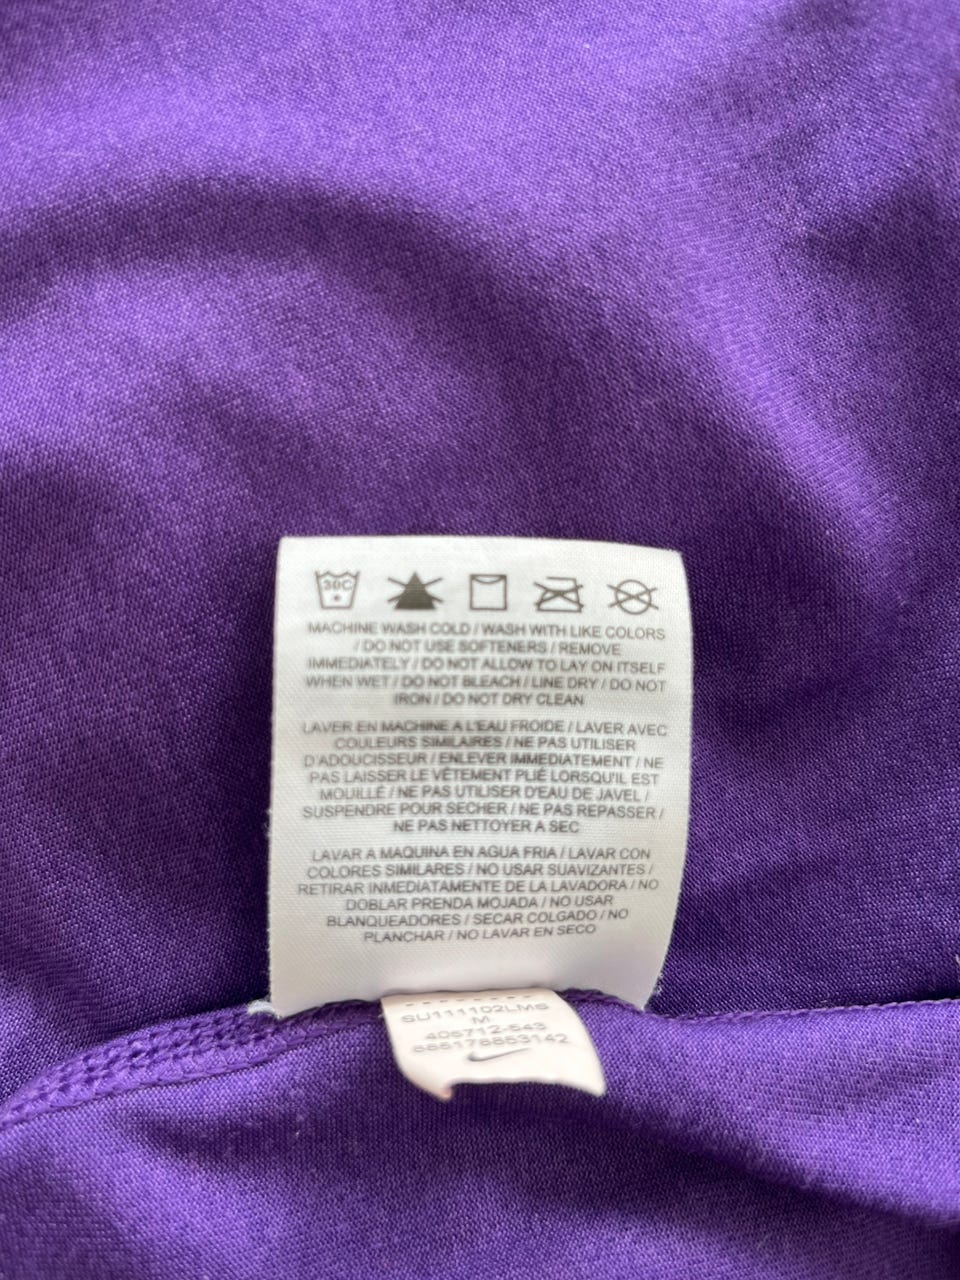 30C
MACHINE WASH COLD / WASH WITH LIKE COLORS
/ DO NOT USE SOFTENERS / REMOVE
IMMEDIATELY / DO NOT ALLOW TO LAY ON ITSELF
WHEN WET / DO NOT BLEACH / LINE DRY / DO NOT
IRON / DO NOT DRY CLEAN
LAVER EN MACHINE A L'EAU FROIDE / LAVER AVEC
COULEURS SIMILAIRES / NE PAS UTILISER
D'ADOUCISSEUR / ENLEVER IMMEDIATEMENT / NE
PAS LAISSER LE VÊTEMENT PLIÉ LORSQU'IL EST
MOUILLÉ / NE PAS UTILISER D'EAU DE JAVEL /
SUSPENDRE POUR SECHER / NE PAS REPASSER /
NE PAS NETTOYER A SEC
LAVAR A MAQUINA EN AGUA FRIA / LAVAR CON
COLORES SIMILARES / NO USAR SUAVIZANTES /
RETIRAR INMEDIATAMENTE DE LA LAVADORA / NO
DOBLAR PRENDA MOJADA / NO USAR
BLANQUEADORES / SECAR COLGADO / NO
PLANCHAR / NO LAVAR EN SECO
SU111102LMS
M
405712-543
885178853142